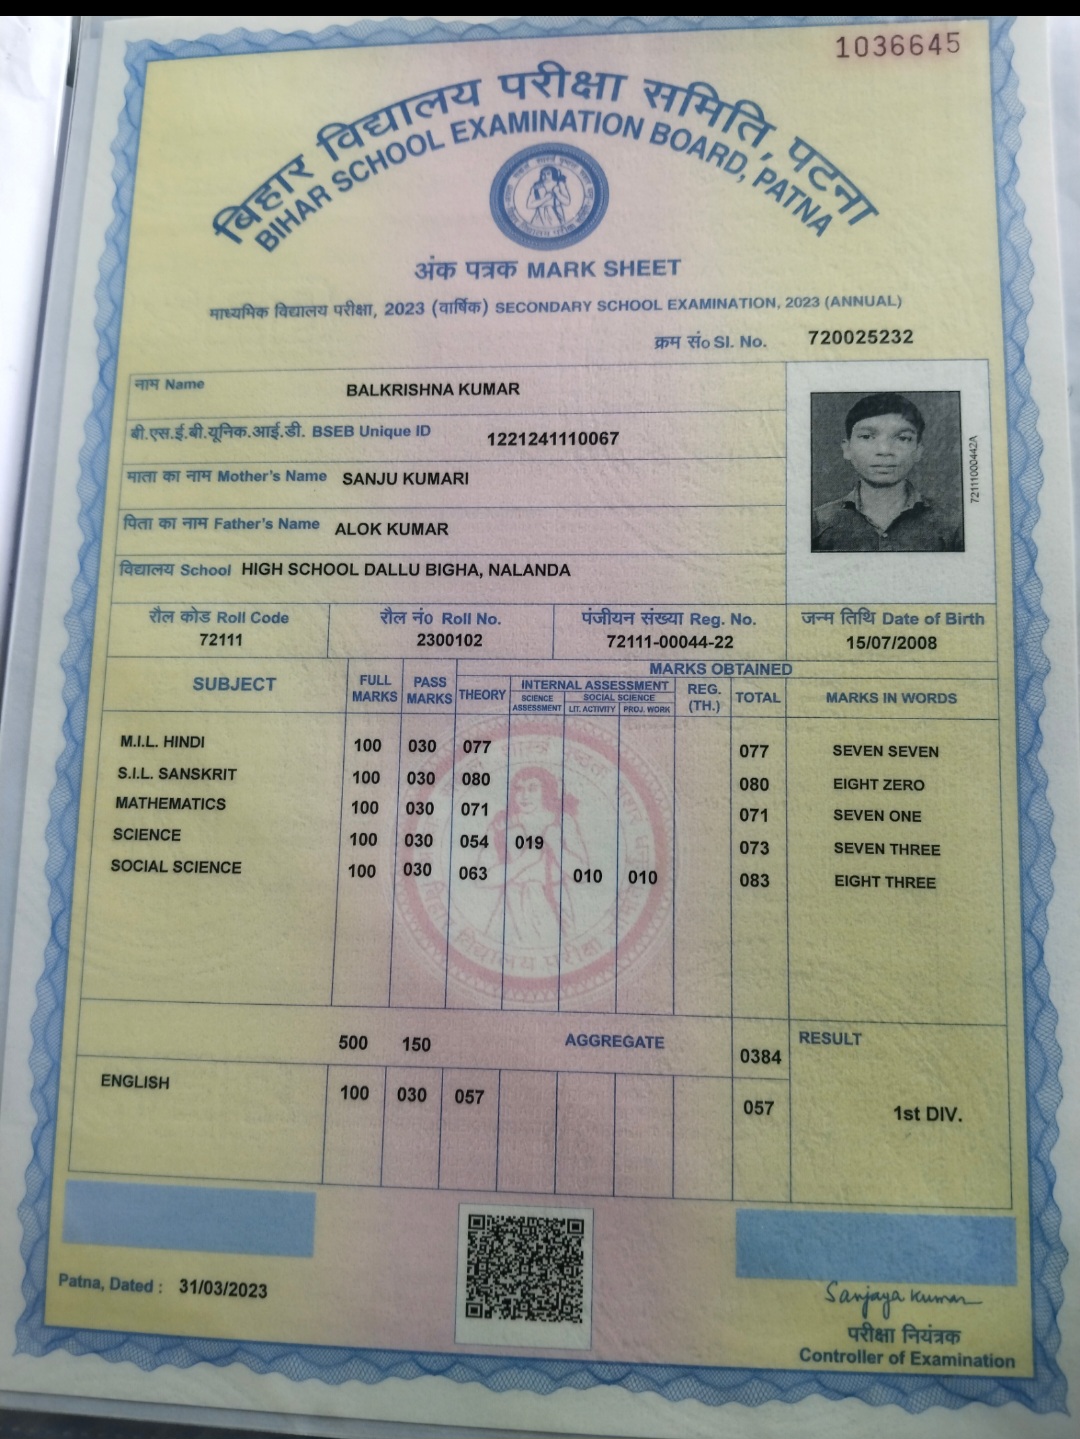 1036645
बिहार विद्यालय परीक्षा समिति, पटना
BIHAR SCHOOL EXAMINATION BOARD, PATNA
अंक पत्रक MARK SHEET
माध्यमिक विद्यालय परीक्षा, 2023 (वार्षिक) SECONDARY SCHOOL EXAMINATION, 2023 (ANNUAL)
क्रम सं० Sl. No. 720025232
नाम Name BALKRISHNA KUMAR
बी.एस.ई.बी.यूनिक.आई.डी. BSEB Unique ID 1221241110067
माता का नाम Mother's Name SANJU KUMARI
पिता का नाम Father's Name ALOK KUMAR
विद्यालय School HIGH SCHOOL DALLU BIGHA, NALANDA
72111000442A
रौल कोड Roll Code रौल नं० Roll No. पंजीयन संख्या Reg. No. जन्म तिथि Date of Birth
72111 2300102 72111-00044-22 15/07/2008
MARKS OBTAINED
SUBJECT FULL MARKS PASS MARKS THEORY INTERNAL ASSESSMENT REG. (TH.) TOTAL MARKS IN WORDS
SCIENCE ASSESSMENT SOCIAL SCIENCE
LIT. ACTIVITY PROJ. WORK
M.I.L. HINDI 100 030 077 077 SEVEN SEVEN
S.I.L. SANSKRIT 100 030 080 080 EIGHT ZERO
MATHEMATICS 100 030 071 071 SEVEN ONE
SCIENCE 100 030 054 019 073 SEVEN THREE
SOCIAL SCIENCE 100 030 063 010 010 083 EIGHT THREE
500 150 AGGREGATE 0384 RESULT
ENGLISH 100 030 057 057 1st DIV.
Patna, Dated : 31/03/2023
Sanjaya Kumar
परीक्षा नियंत्रक
Controller of Examination